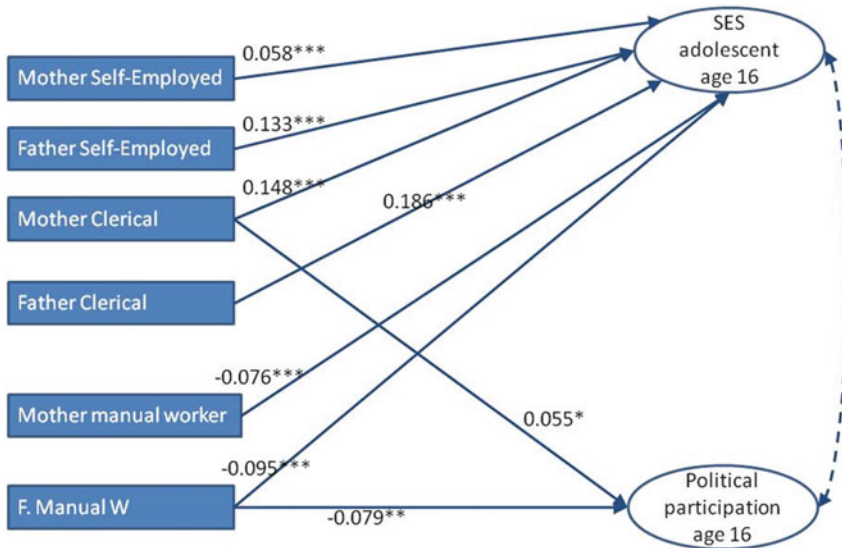 SES
adolescent
age 16
0.058***
Mother Self-Employed
0.133***
Father Self-Employed
0.148***
Mother Clerical
0.186***
Father Clerical
-0.076***
Mother manual worker
0.055*
-0.095***
F. Manual W
-0.079**
Political
participation
age 16